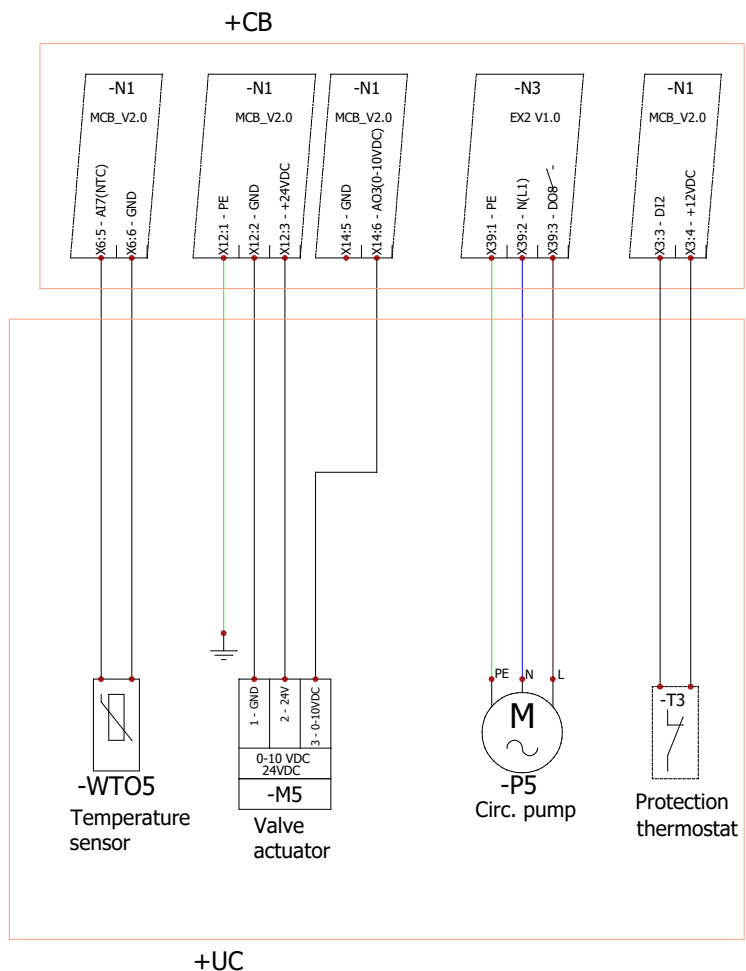 +CB
-N1
MCB_V2.0
X6:5 - AI7(NTC)
X6:6 - GND
-N1
MCB_V2.0
X12:1 - PE
X12:2 - GND
X12:3 - +24VDC
-N1
MCB_V2.0
X14:5 - GND
X14:6 - AO3(0-10VDC)
-N3
EX2 V1.0
X39:1 - PE
X39:2 - N(L1)
X39:3 - DO8
-N1
MCB_V2.0
X3:3 - DI2
X3:4 - +12VDC
-WTO5
Temperature
sensor
1 - GND
2 - 24V
3 - 0-10VDC
0-10 VDC
24VDC
-M5
Valve
actuator
PE
N
L
M
-P5
Circ. pump
-T3
Protection
thermostat
+UC